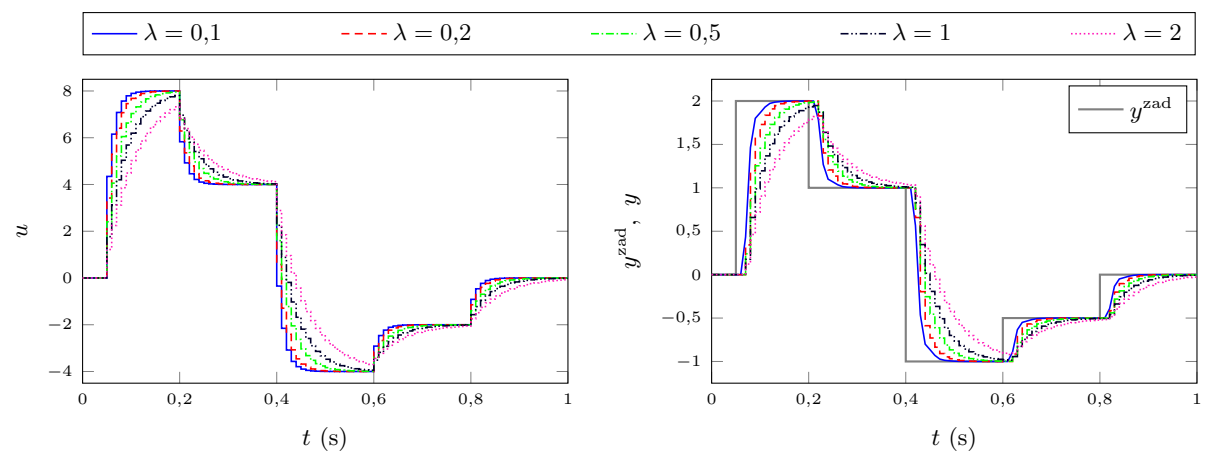 λ = 0,1 λ = 0,2 λ = 0,5 λ = 1 λ = 2
8
6
4
2
0
−2
−4
u
0 0,2 0,4 0,6 0,8 1
t (s)
2
1,5
1
0,5
0
−0,5
−1
y^zad, y
y^zad
0 0,2 0,4 0,6 0,8 1
t (s)